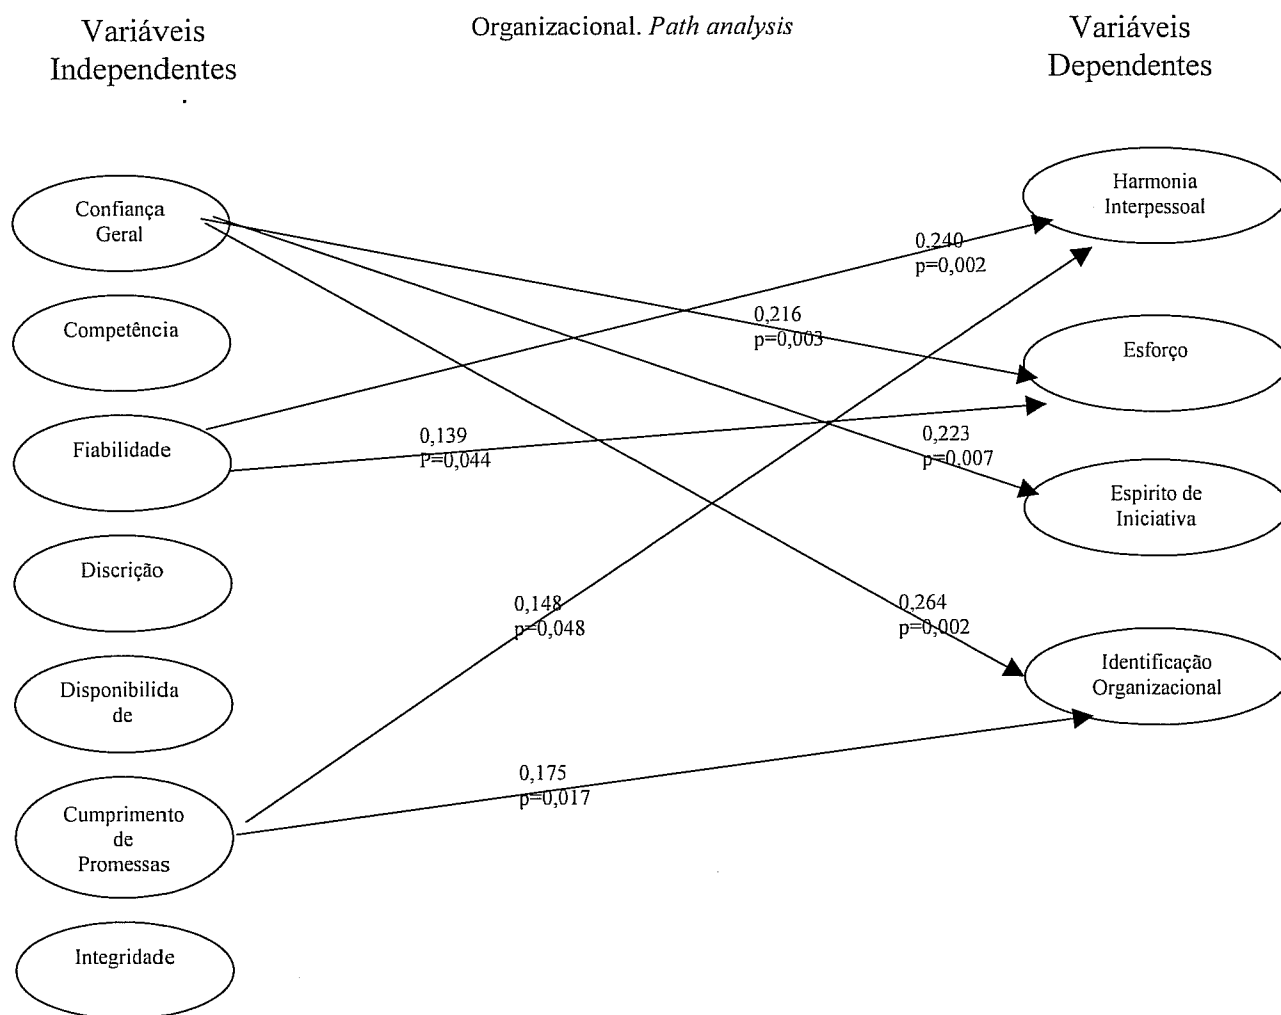 Variáveis
Independentes
Organizacional. Path analysis
Variáveis
Dependentes
Confiança
Geral
Competência
Fiabilidade
Discrição
Disponibilida
de
Cumprimento
de
Promessas
Integridade
0,240
p=0,002
0,216
p=0,003
0,139
P=0,044
0,223
p=0,007
0,148
p=0,048
0,264
p=0,002
0,175
p=0,017
Harmonia
Interpessoal
Esforço
Espirito de
Iniciativa
Identificação
Organizacional